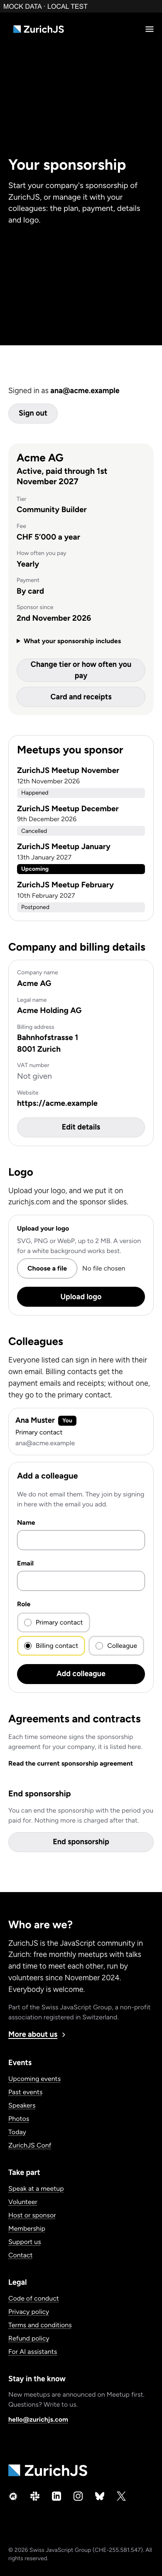 MOCK DATA · LOCAL TEST
ZurichJS
Your sponsorship
Start your company's sponsorship of
ZurichJS, or manage it with your
colleagues: the plan, payment, details
and logo.
Signed in as ana@acme.example
Sign out
Acme AG
Active, paid through 1st
November 2027
Tier
Community Builder
Fee
CHF 5'000 a year
How often you pay
Yearly
Payment
By card
Sponsor since
2nd November 2026
What your sponsorship includes
Change tier or how often you
pay
Card and receipts
Meetups you sponsor
ZurichJS Meetup November
12th November 2026
Happened
ZurichJS Meetup December
9th December 2026
Cancelled
ZurichJS Meetup January
13th January 2027
Upcoming
ZurichJS Meetup February
10th February 2027
Postponed
Company and billing details
Company name
Acme AG
Legal name
Acme Holding AG
Billing address
Bahnhofstrasse 1
8001 Zurich
VAT number
Not given
Website
https://acme.example
Edit details
Logo
Upload your logo, and we put it on
zurichjs.com and the sponsor slides.
Upload your logo
SVG, PNG or WebP, up to 2 MB. A version
for a white background works best.
Choose a file No file chosen
Upload logo
Colleagues
Everyone listed can sign in here with their
own email. Billing contacts get the
payment emails and receipts; without one,
they go to the primary contact.
Ana Muster You
Primary contact
ana@acme.example
Add a colleague
We do not email them. They join by signing
in here with the email you add.
Name
Email
Role
Primary contact
Billing contact Colleague
Add colleague
Agreements and contracts
Each time someone signs the sponsorship
agreement for your company, it is listed here.
Read the current sponsorship agreement
End sponsorship
You can end the sponsorship with the period you
paid for. Nothing more is charged after that.
End sponsorship
Who are we?
ZurichJS is the JavaScript community in
Zurich: free monthly meetups with talks
and time to meet each other, run by
volunteers since November 2024.
Everybody is welcome.
Part of the Swiss JavaScript Group, a non-profit
association registered in Switzerland.
More about us
Events
Upcoming events
Past events
Speakers
Photos
Today
ZurichJS Conf
Take part
Speak at a meetup
Volunteer
Host or sponsor
Membership
Support us
Contact
Legal
Code of conduct
Privacy policy
Terms and conditions
Refund policy
For AI assistants
Stay in the know
New meetups are announced on Meetup first.
Questions? Write to us.
hello@zurichjs.com
ZurichJS
© 2026 Swiss JavaScript Group (CHE-255.581.547). All
rights reserved.